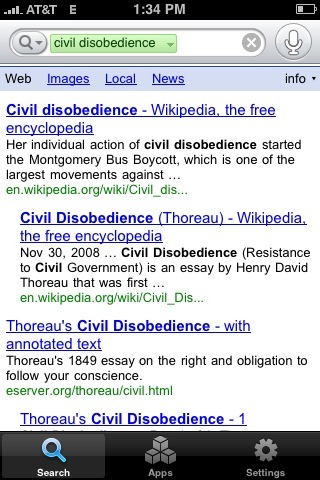 AT&T E 1:34 PM
civil disobedience
Web Images Local News info
Civil disobedience - Wikipedia, the free
encyclopedia
Her individual action of civil disobedience started
the Montgomery Bus Boycott, which is one of the
largest movements against ...
en.wikipedia.org/wiki/Civil_dis...
Civil Disobedience (Thoreau) - Wikipedia,
the free encyclopedia
Nov 30, 2008 ... Civil Disobedience (Resistance
to Civil Government) is an essay by Henry David
Thoreau that was first ...
en.wikipedia.org/wiki/Civil_Dis...
Thoreau's Civil Disobedience - with
annotated text
Thoreau's 1849 essay on the right and obligation to
follow your conscience.
eserver.org/thoreau/civil.html
Thoreau's Civil Disobedience - 1
Search Apps Settings